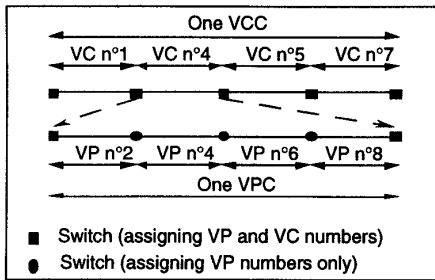 One VCC
VC n°1 VC n°4 VC n°5 VC n°7
VP n°2 VP n°4 VP n°6 VP n°8
One VPC
Switch (assigning VP and VC numbers)
Switch (assigning VP numbers only)